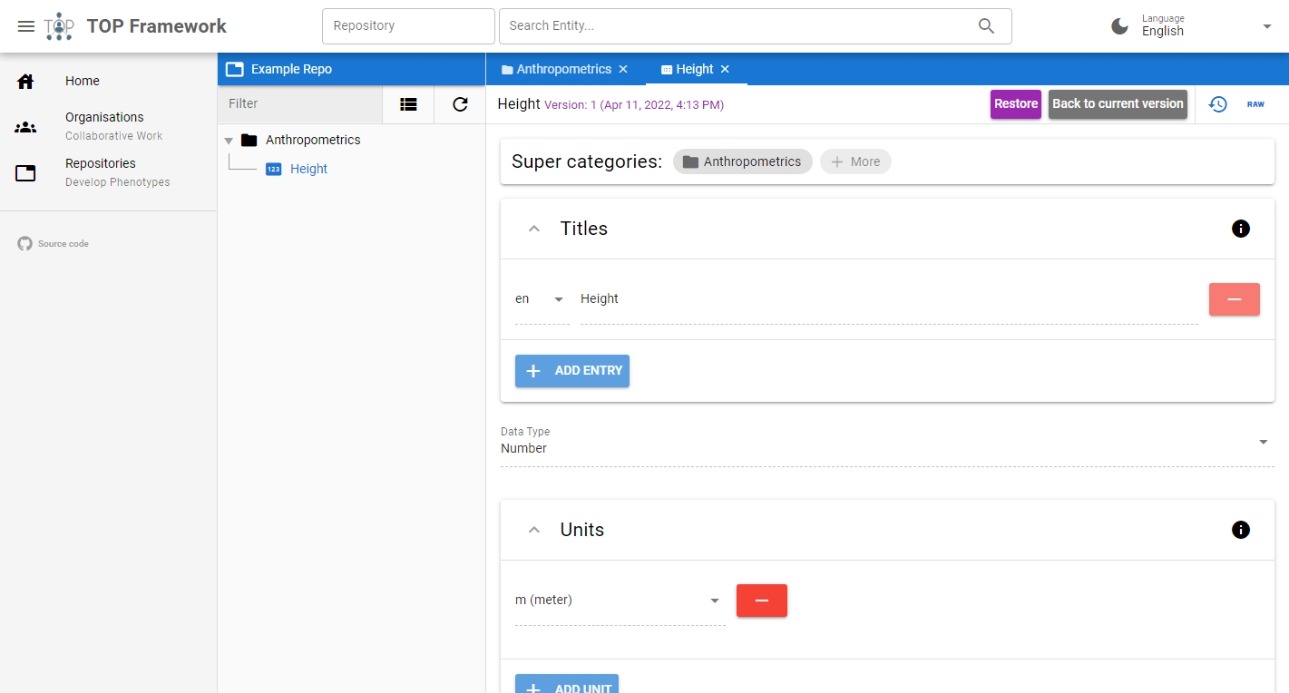 TOP
TOP Framework
Repository
Search Entity...
Language
English
Home
Organisations
Collaborative Work
Repositories
Develop Phenotypes
Source code
Example Repo
Filter
Anthropometrics
123 Height
Anthropometrics
Height
Height Version: 1 (Apr 11, 2022, 4:13 PM)
Restore
Back to current version
RAW
Super categories:
Anthropometrics
More
Titles
en
Height
ADD ENTRY
Data Type
Number
Units
m (meter)
ADD UNIT